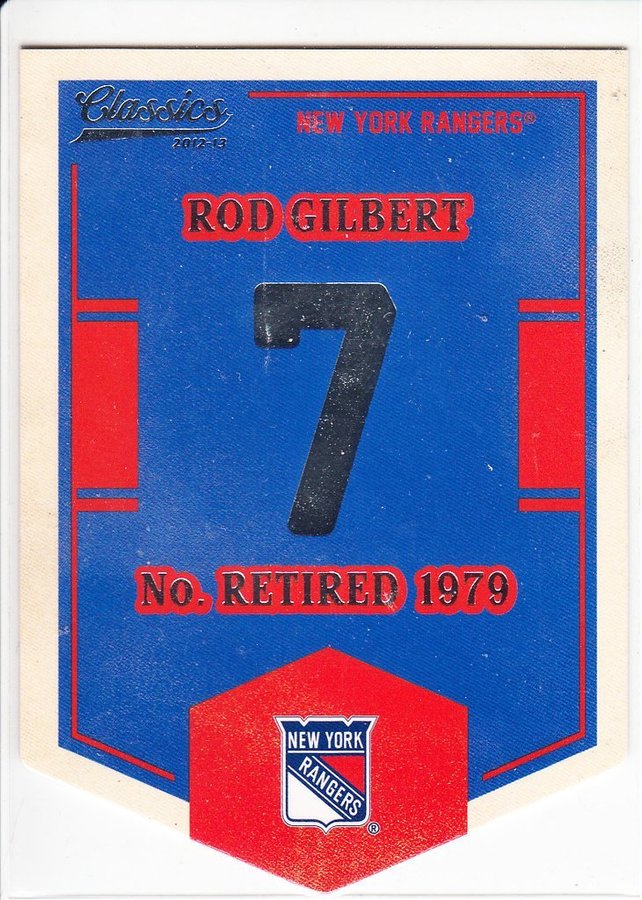 Classics
2012-13
NEW YORK RANGERS®
ROD GILBERT
7
No. RETIRED 1979
NEW YORK
RANGERS
®